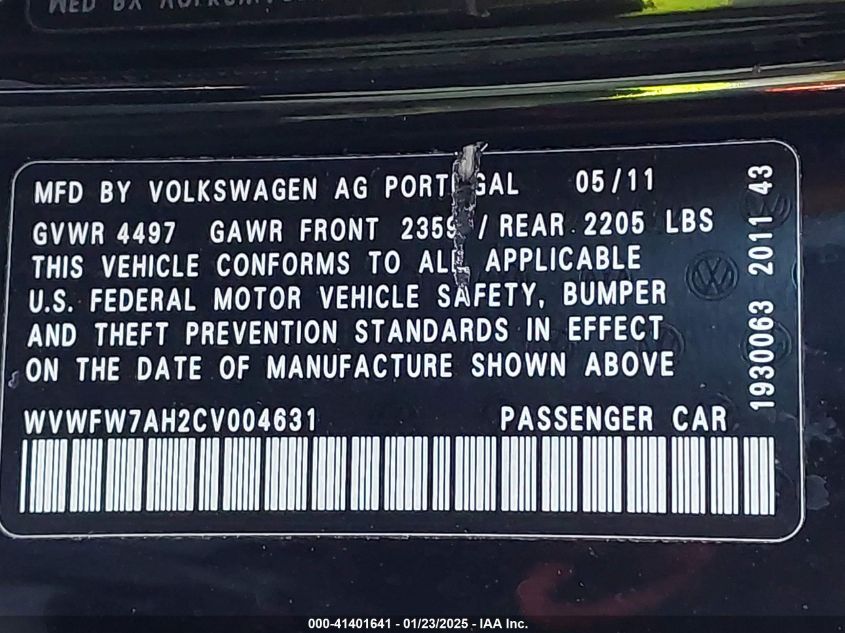 MFD BY VOLKSWAGEN AG PORTUGAL 05/11
GVWR 4497 GAWR FRONT 2359 / REAR 2205 LBS
THIS VEHICLE CONFORMS TO ALL APPLICABLE
U.S. FEDERAL MOTOR VEHICLE SAFETY, BUMPER
AND THEFT PREVENTION STANDARDS IN EFFECT
ON THE DATE OF MANUFACTURE SHOWN ABOVE
WVWFW7AH2CV004631 PASSENGER CAR
1930063 2011 43
000-41401641 - 01/23/2025 - IAA Inc.